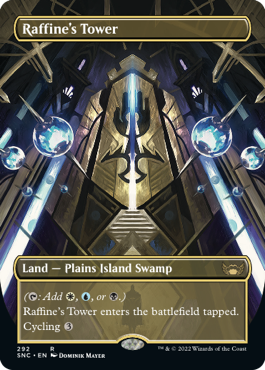 Raffine's Tower
Land — Plains Island Swamp
(: Add , , or .)
Raffine's Tower enters the battlefield tapped.
Cycling 3
292 R
SNC • EN DOMINIK MAYER
™ & © 2022 Wizards of the Coast